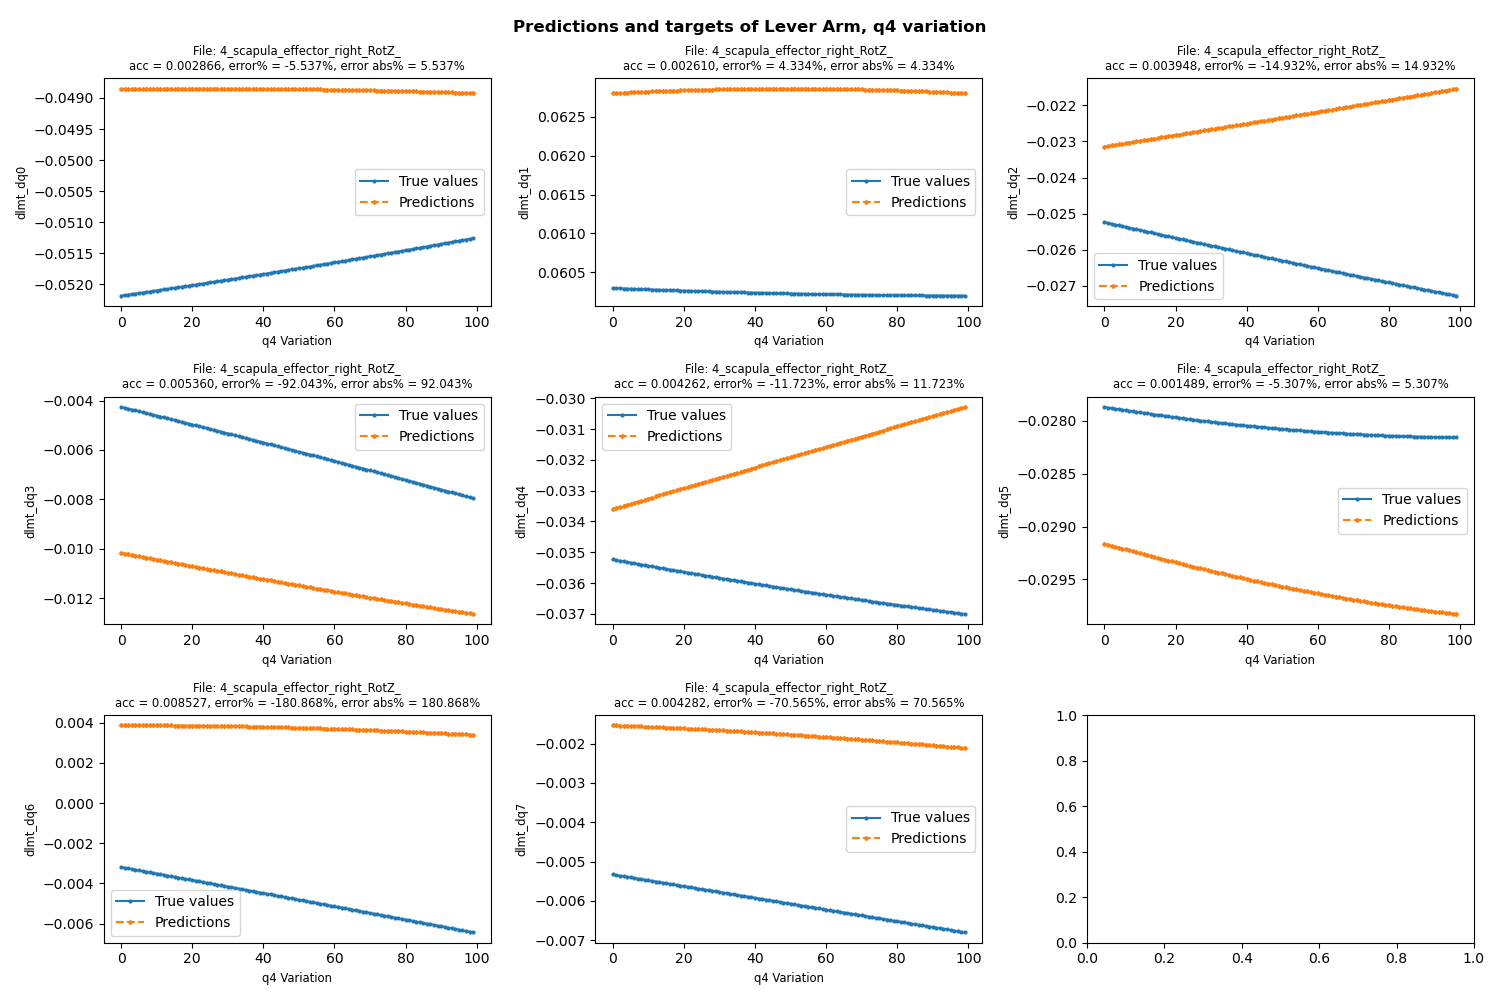 Predictions and targets of Lever Arm, q4 variation
File: 4_scapula_effector_right_RotZ_
acc = 0.002866, error% = -5.537%, error abs% = 5.537%
−0.0490
−0.0495
−0.0500
−0.0505
−0.0510
−0.0515
−0.0520
dlmt_dq0
True values
Predictions
0 20 40 60 80 100
q4 Variation
File: 4_scapula_effector_right_RotZ_
acc = 0.002610, error% = 4.334%, error abs% = 4.334%
0.0625
0.0620
0.0615
0.0610
0.0605
dlmt_dq1
True values
Predictions
0 20 40 60 80 100
q4 Variation
File: 4_scapula_effector_right_RotZ_
acc = 0.003948, error% = -14.932%, error abs% = 14.932%
−0.022
−0.023
−0.024
−0.025
−0.026
−0.027
dlmt_dq2
True values
Predictions
0 20 40 60 80 100
q4 Variation
File: 4_scapula_effector_right_RotZ_
acc = 0.005360, error% = -92.043%, error abs% = 92.043%
−0.004
−0.006
−0.008
−0.010
−0.012
dlmt_dq3
True values
Predictions
0 20 40 60 80 100
q4 Variation
File: 4_scapula_effector_right_RotZ_
acc = 0.004262, error% = -11.723%, error abs% = 11.723%
−0.030
−0.031
−0.032
−0.033
−0.034
−0.035
−0.036
−0.037
dlmt_dq4
True values
Predictions
0 20 40 60 80 100
q4 Variation
File: 4_scapula_effector_right_RotZ_
acc = 0.001489, error% = -5.307%, error abs% = 5.307%
−0.0280
−0.0285
−0.0290
−0.0295
dlmt_dq5
True values
Predictions
0 20 40 60 80 100
q4 Variation
File: 4_scapula_effector_right_RotZ_
acc = 0.008527, error% = -180.868%, error abs% = 180.868%
0.004
0.002
0.000
−0.002
−0.004
−0.006
dlmt_dq6
True values
Predictions
0 20 40 60 80 100
q4 Variation
File: 4_scapula_effector_right_RotZ_
acc = 0.004282, error% = -70.565%, error abs% = 70.565%
−0.002
−0.003
−0.004
−0.005
−0.006
−0.007
dlmt_dq7
True values
Predictions
0 20 40 60 80 100
q4 Variation
1.0
0.8
0.6
0.4
0.2
0.0
0.0 0.2 0.4 0.6 0.8 1.0